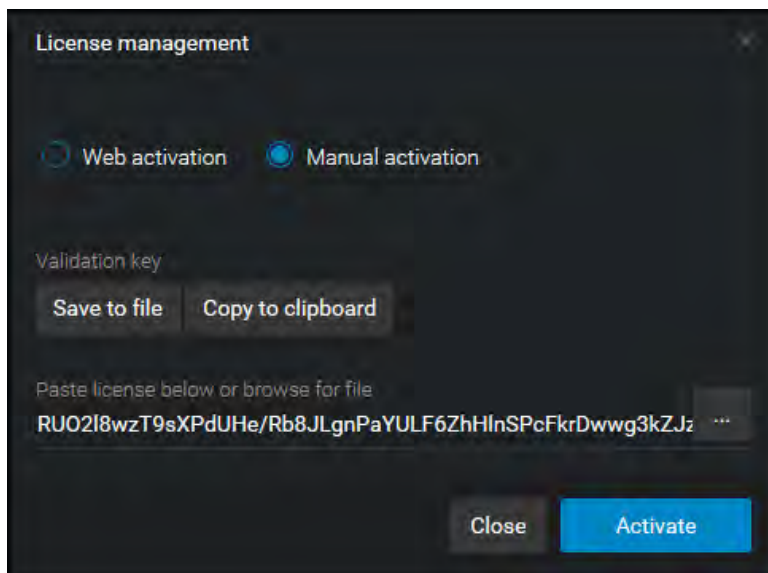 License management
Web activation Manual activation
Validation key
Save to file Copy to clipboard
Paste license below or browse for file
RUO2l8wzT9sXPdUHe/Rb8JLgnPaYULF6ZhHlnSPcFkrDwwg3kZJz ...
Close Activate